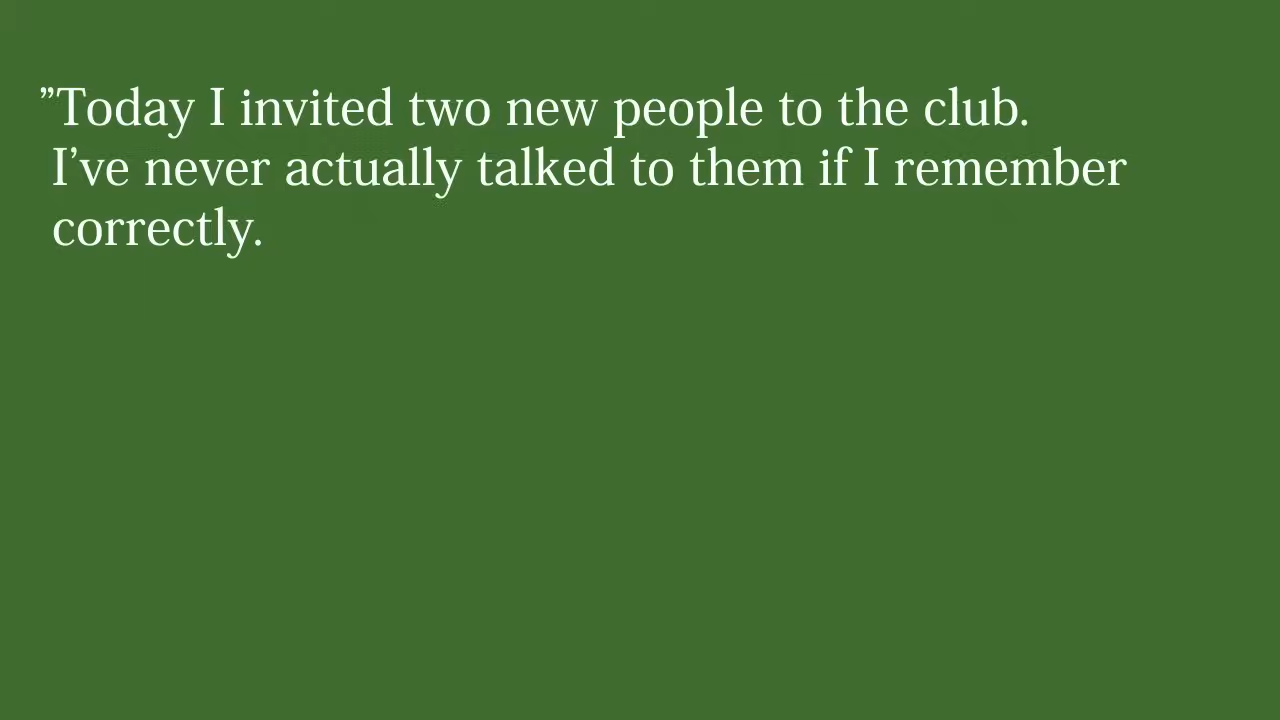 ”Today I invited two new people to the club.
I’ve never actually talked to them if I remember
correctly.